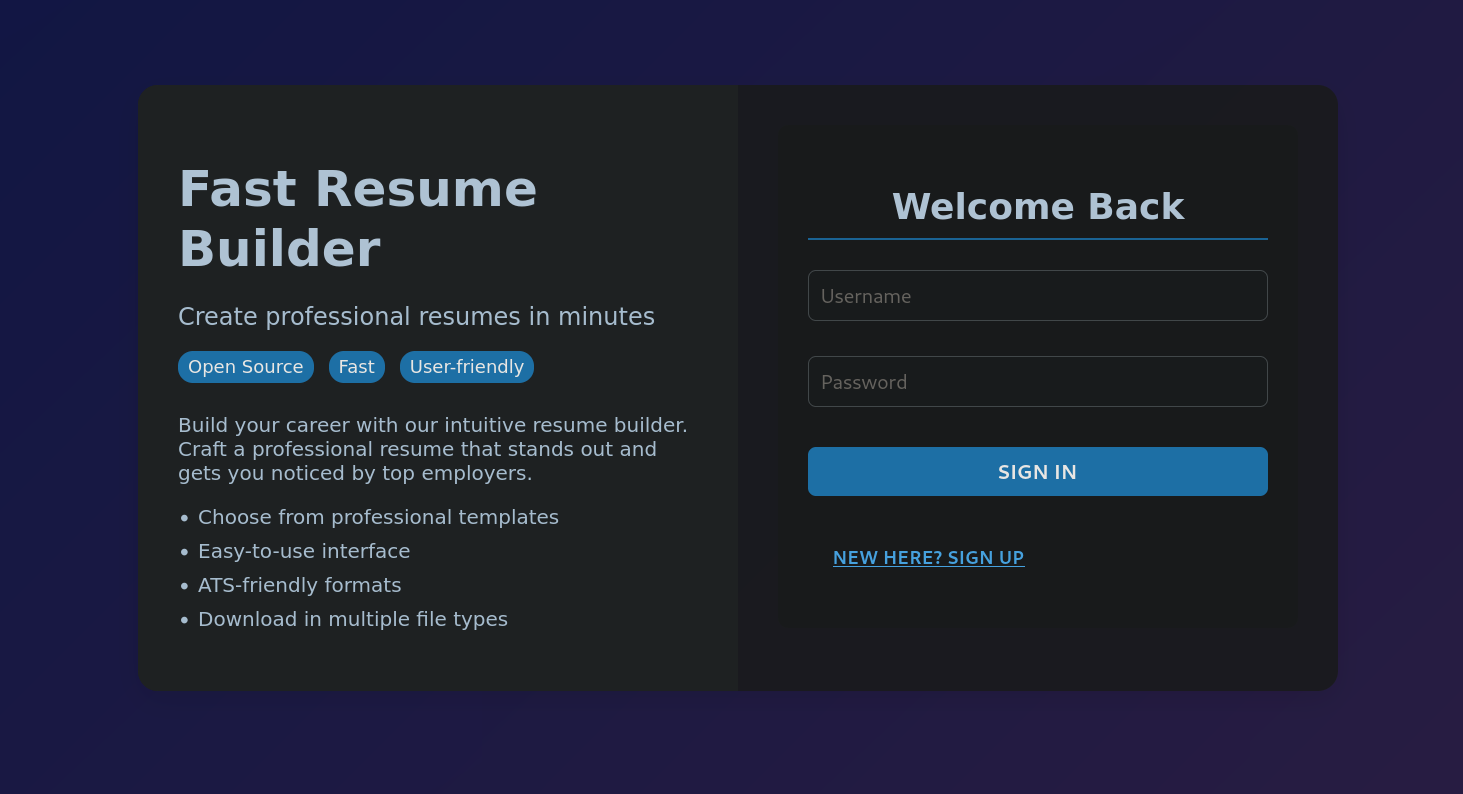 Fast Resume
Builder
Create professional resumes in minutes
Open Source Fast User-friendly
Build your career with our intuitive resume builder.
Craft a professional resume that stands out and
gets you noticed by top employers.
• Choose from professional templates
• Easy-to-use interface
• ATS-friendly formats
• Download in multiple file types
Welcome Back
Username
Password
SIGN IN
NEW HERE? SIGN UP